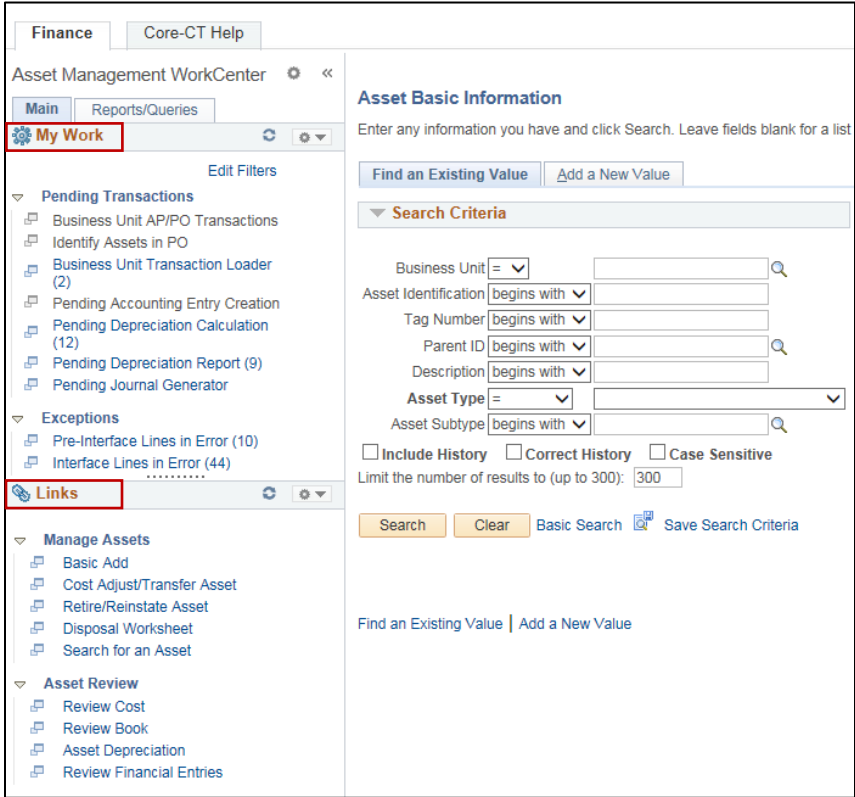 Finance
Core-CT Help
Asset Management WorkCenter «
Main
Reports/Queries
My Work
Edit Filters
Pending Transactions
Business Unit AP/PO Transactions
Identify Assets in PO
Business Unit Transaction Loader
(2)
Pending Accounting Entry Creation
Pending Depreciation Calculation
(12)
Pending Depreciation Report (9)
Pending Journal Generator
Exceptions
Pre-Interface Lines in Error (10)
Interface Lines in Error (44)
Links
Manage Assets
Basic Add
Cost Adjust/Transfer Asset
Retire/Reinstate Asset
Disposal Worksheet
Search for an Asset
Asset Review
Review Cost
Review Book
Asset Depreciation
Review Financial Entries
Asset Basic Information
Enter any information you have and click Search. Leave fields blank for a list
Find an Existing Value
Add a New Value
Search Criteria
Business Unit =
Asset Identification begins with
Tag Number begins with
Parent ID begins with
Description begins with
Asset Type =
Asset Subtype begins with
Include History Correct History Case Sensitive
Limit the number of results to (up to 300): 300
Search Clear Basic Search Save Search Criteria
Find an Existing Value | Add a New Value